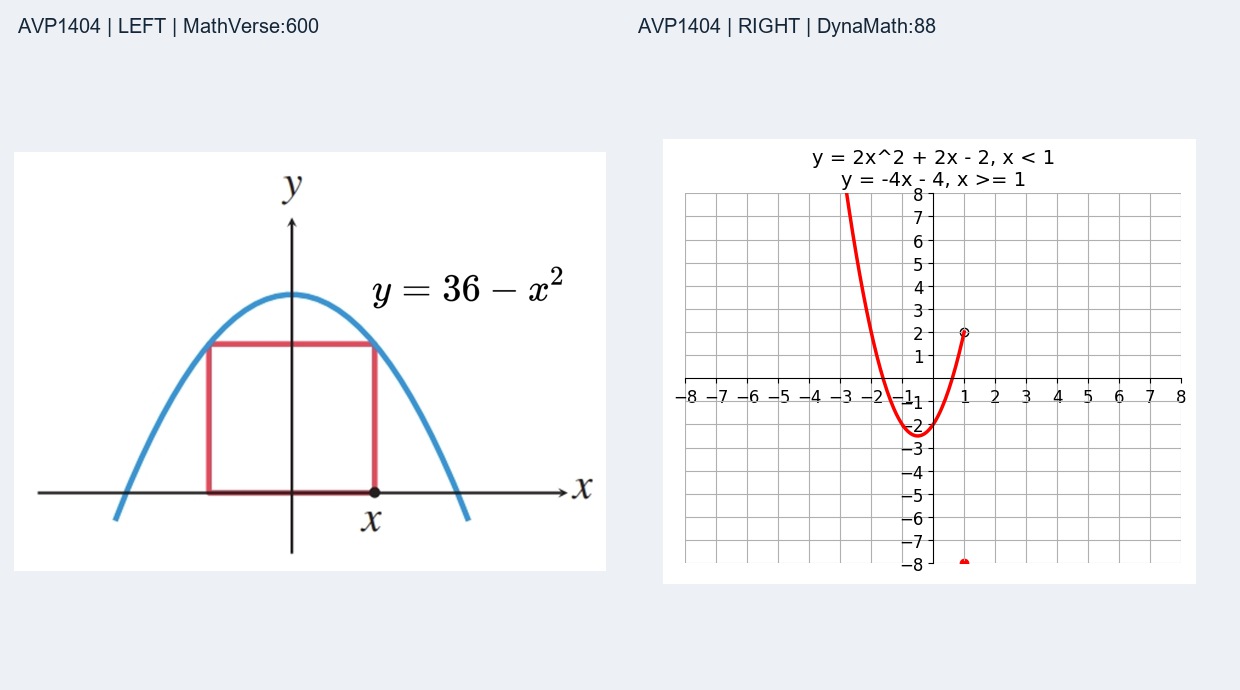 AVP1404 | LEFT | MathVerse:600
AVP1404 | RIGHT | DynaMath:88
y
y = 36 − x²
x
x
y = 2x^2 + 2x - 2, x < 1
y = -4x - 4, x >= 1
8
7
6
5
4
3
2
1
−8 −7 −6 −5 −4 −3 −2 −1 1 2 3 4 5 6 7 8
−1
−2
−3
−4
−5
−6
−7
−8